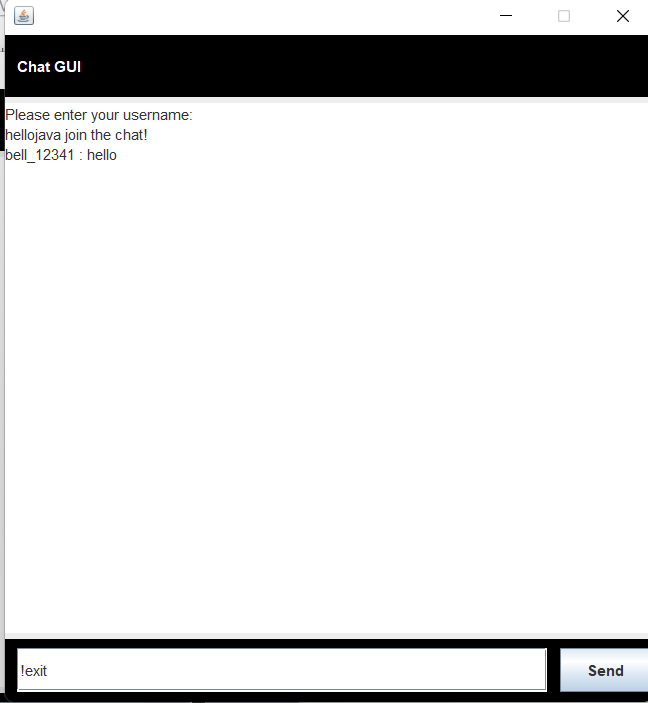 Chat GUI
Please enter your username:
hellojava join the chat!
bell_12341 : hello
!exit
Send